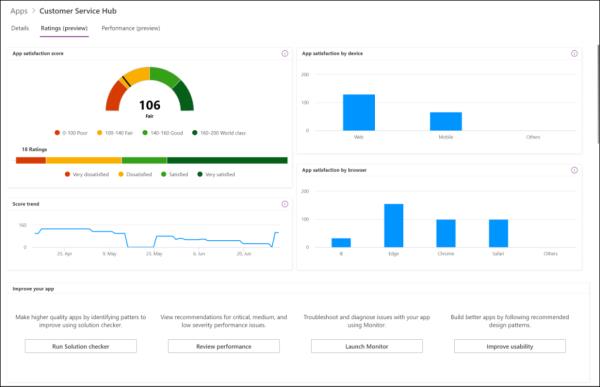 Apps > Customer Service Hub
Details Ratings (preview) Performance (preview)
App satisfaction score
106
Fair
0-100 Poor 100-140 Fair 140-160 Good 160-200 World class
18 Ratings
Very dissatisfied Dissatisfied Satisfied Very satisfied
App satisfaction by device
200
100
0
Web Mobile Others
Score trend
160
0
25. Apr 9. May 23. May 6. Jun 20. Jun
App satisfaction by browser
200
100
0
IE Edge Chrome Safari Others
Improve your app
Make higher quality apps by identifying patters to
improve using solution checker.
Run Solution checker
View recommendations for critical, medium, and
low severity performance issues.
Review performance
Troubleshoot and diagnose issues with your app
using Monitor.
Launch Monitor
Build better apps by following recommended
design patterns.
Improve usability